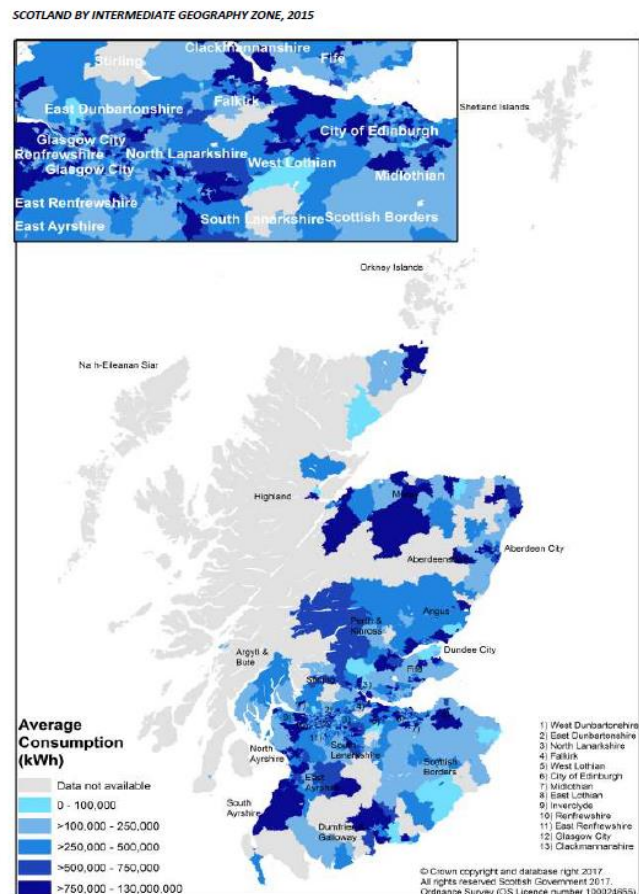 SCOTLAND BY INTERMEDIATE GEOGRAPHY ZONE, 2015
Clackmannanshire
Stirling
Fife
East Dunbartonshire
Falkirk
Glasgow City
City of Edinburgh
Renfrewshire
North Lanarkshire
West Lothian
Glasgow City
Midlothian
East Renfrewshire
South Lanarkshire
Scottish Borders
East Ayrshire
Shetland Islands
Orkney Islands
Na h-Eileanan Siar
Highland
Aberdeen City
Angus
Perth &
Kinross
Argyll &
Bute
Dundee City
Fife
North
Ayrshire
South
Lanarkshire
East
Ayrshire
Scottish
Borders
South
Ayrshire
Galloway
Average
Consumption
(kWh)
Data not available
0 - 100,000
>100,000 - 250,000
>250,000 - 500,000
>500,000 - 750,000
>750,000 - 130,000,000
1) West Dunbartonshire
2) East Dunbartonshire
3) North Lanarkshire
4) Falkirk
5) West Lothian
6) City of Edinburgh
7) Midlothian
8) East Lothian
9) Inverclyde
10) Renfrewshire
11) East Renfrewshire
12) Glasgow City
13) Clackmannanshire
© Crown copyright and database right 2017.
All rights reserved Scottish Government 2017.
Ordnance Survey (OS Licence number 100024655)